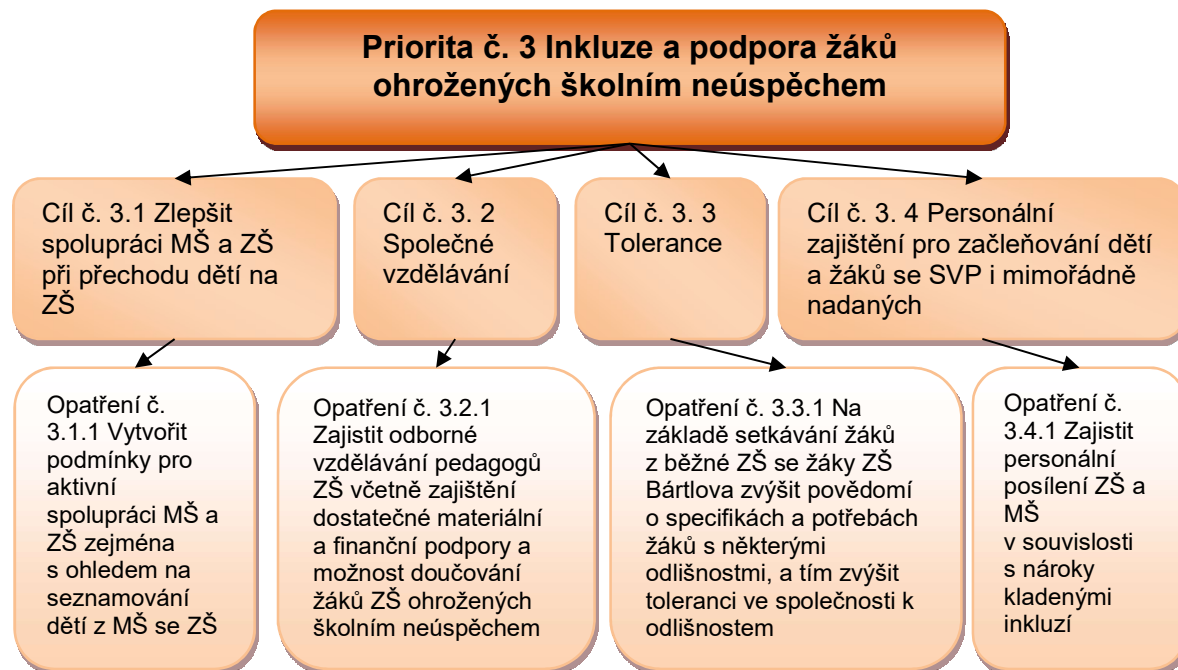 Priorita č. 3 Inkluze a podpora žáků
ohrožených školním neúspěchem
Cíl č. 3.1 Zlepšit
spolupráci MŠ a ZŠ
při přechodu dětí na
ZŠ
Cíl č. 3. 2
Společné
vzdělávání
Cíl č. 3. 3
Tolerance
Cíl č. 3. 4 Personální
zajištění pro začleňování dětí
a žáků se SVP i mimořádně
nadaných
Opatření č.
3.1.1 Vytvořit
podmínky pro
aktivní
spolupráci MŠ a
ZŠ zejména
s ohledem na
seznamování
dětí z MŠ se ZŠ
Opatření č. 3.2.1
Zajistit odborné
vzdělávání pedagogů
ZŠ včetně zajištění
dostatečné materiální
a finanční podpory a
možnost doučování
žáků ZŠ ohrožených
školním neúspěchem
Opatření č. 3.3.1 Na
základě setkávání žáků
z běžné ZŠ se žáky ZŠ
Bártlova zvýšit povědomí
o specifikách a potřebách
žáků s některými
odlišnostmi, a tím zvýšit
toleranci ve společnosti k
odlišnostem
Opatření č.
3.4.1 Zajistit
personální
posílení ZŠ a
MŠ
v souvislosti
s nároky
kladenými
inkluzí